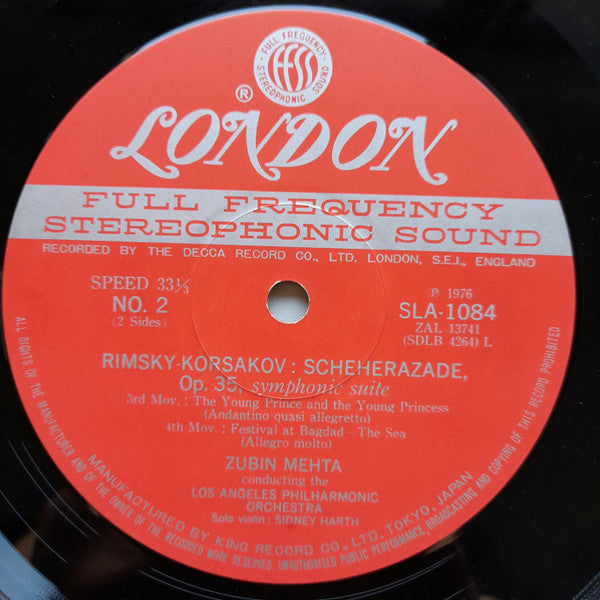 FULL FREQUENCY
FFSS
STEREOPHONIC SOUND
®
LONDON
FULL FREQUENCY
STEREOPHONIC SOUND
RECORDED BY THE DECCA RECORD CO., LTD. LONDON, S.E.I., ENGLAND
SPEED 33⅓
NO. 2
(2 Sides)
P 1976
SLA-1084
ZAL 13741
(SDLB 4264) L
RIMSKY-KORSAKOV : SCHEHERAZADE,
Op. 35, symphonic suite
3rd Mov. : The Young Prince and the Young Princess
(Andantino quasi allegretto)
4th Mov. : Festival at Bagdad—The Sea
(Allegro molto)
ZUBIN MEHTA
conducting the
LOS ANGELES PHILHARMONIC
ORCHESTRA
Solo violin : SIDNEY HARTH
MANUFACTURED BY KING RECORD CO., LTD. TOKYO, JAPAN
ALL RIGHTS OF THE MANUFACTURER AND OF THE OWNER OF THE RECORDED WORK RESERVED. UNAUTHORISED PUBLIC PERFORMANCE, BROADCASTING AND COPYING OF THIS RECORD PROHIBITED